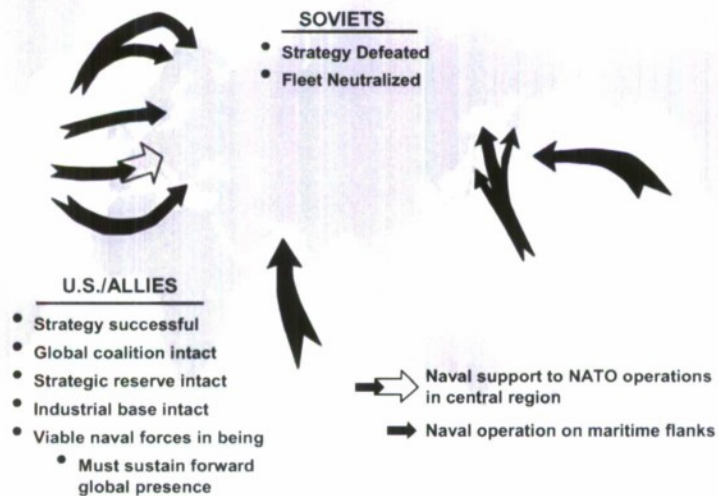 SOVIETS
• Strategy Defeated
• Fleet Neutralized
U.S./ALLIES
• Strategy successful
• Global coalition intact
• Strategic reserve intact
• Industrial base intact
• Viable naval forces in being
• Must sustain forward
global presence
Naval support to NATO operations
in central region
Naval operation on maritime flanks